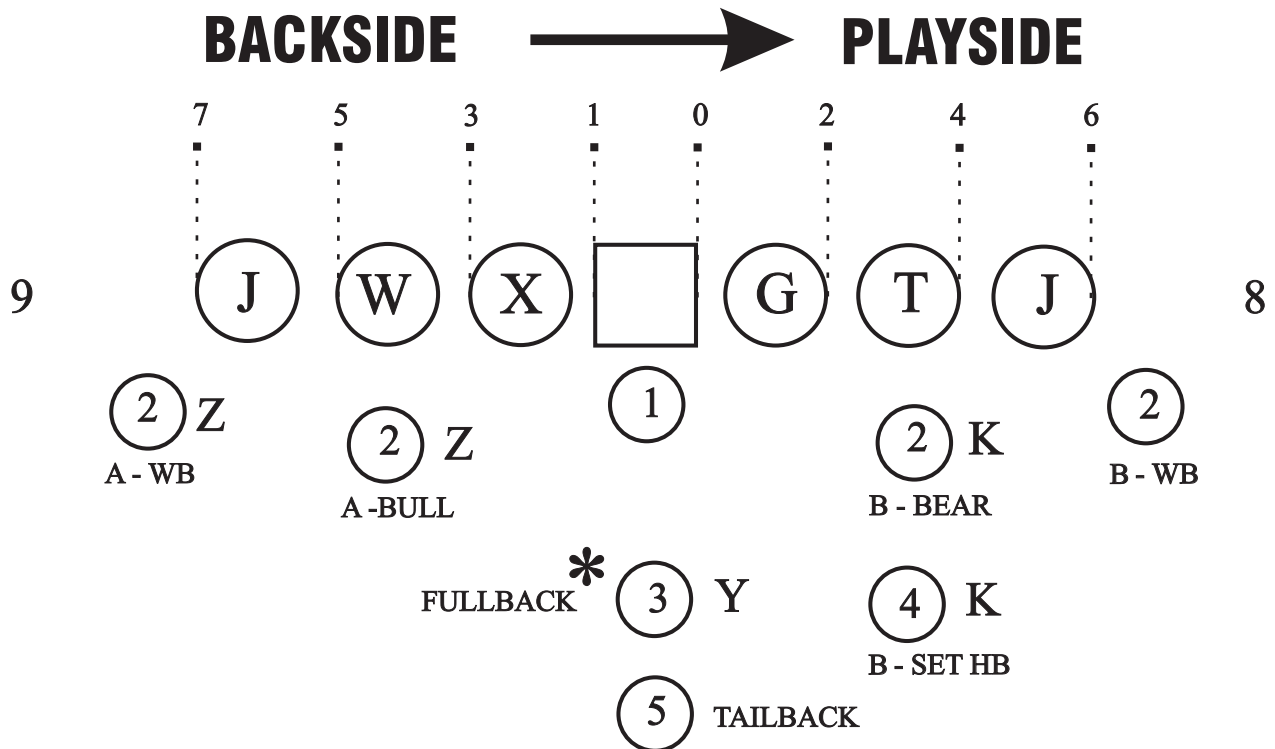 BACKSIDE PLAYSIDE
7 5 3 1 0 2 4 6
9 J W X G T J 8
2 Z 2 Z 1 2 K 2
A - WB A -BULL B - BEAR B - WB
FULLBACK * 3 Y 4 K
B - SET HB
5 TAILBACK